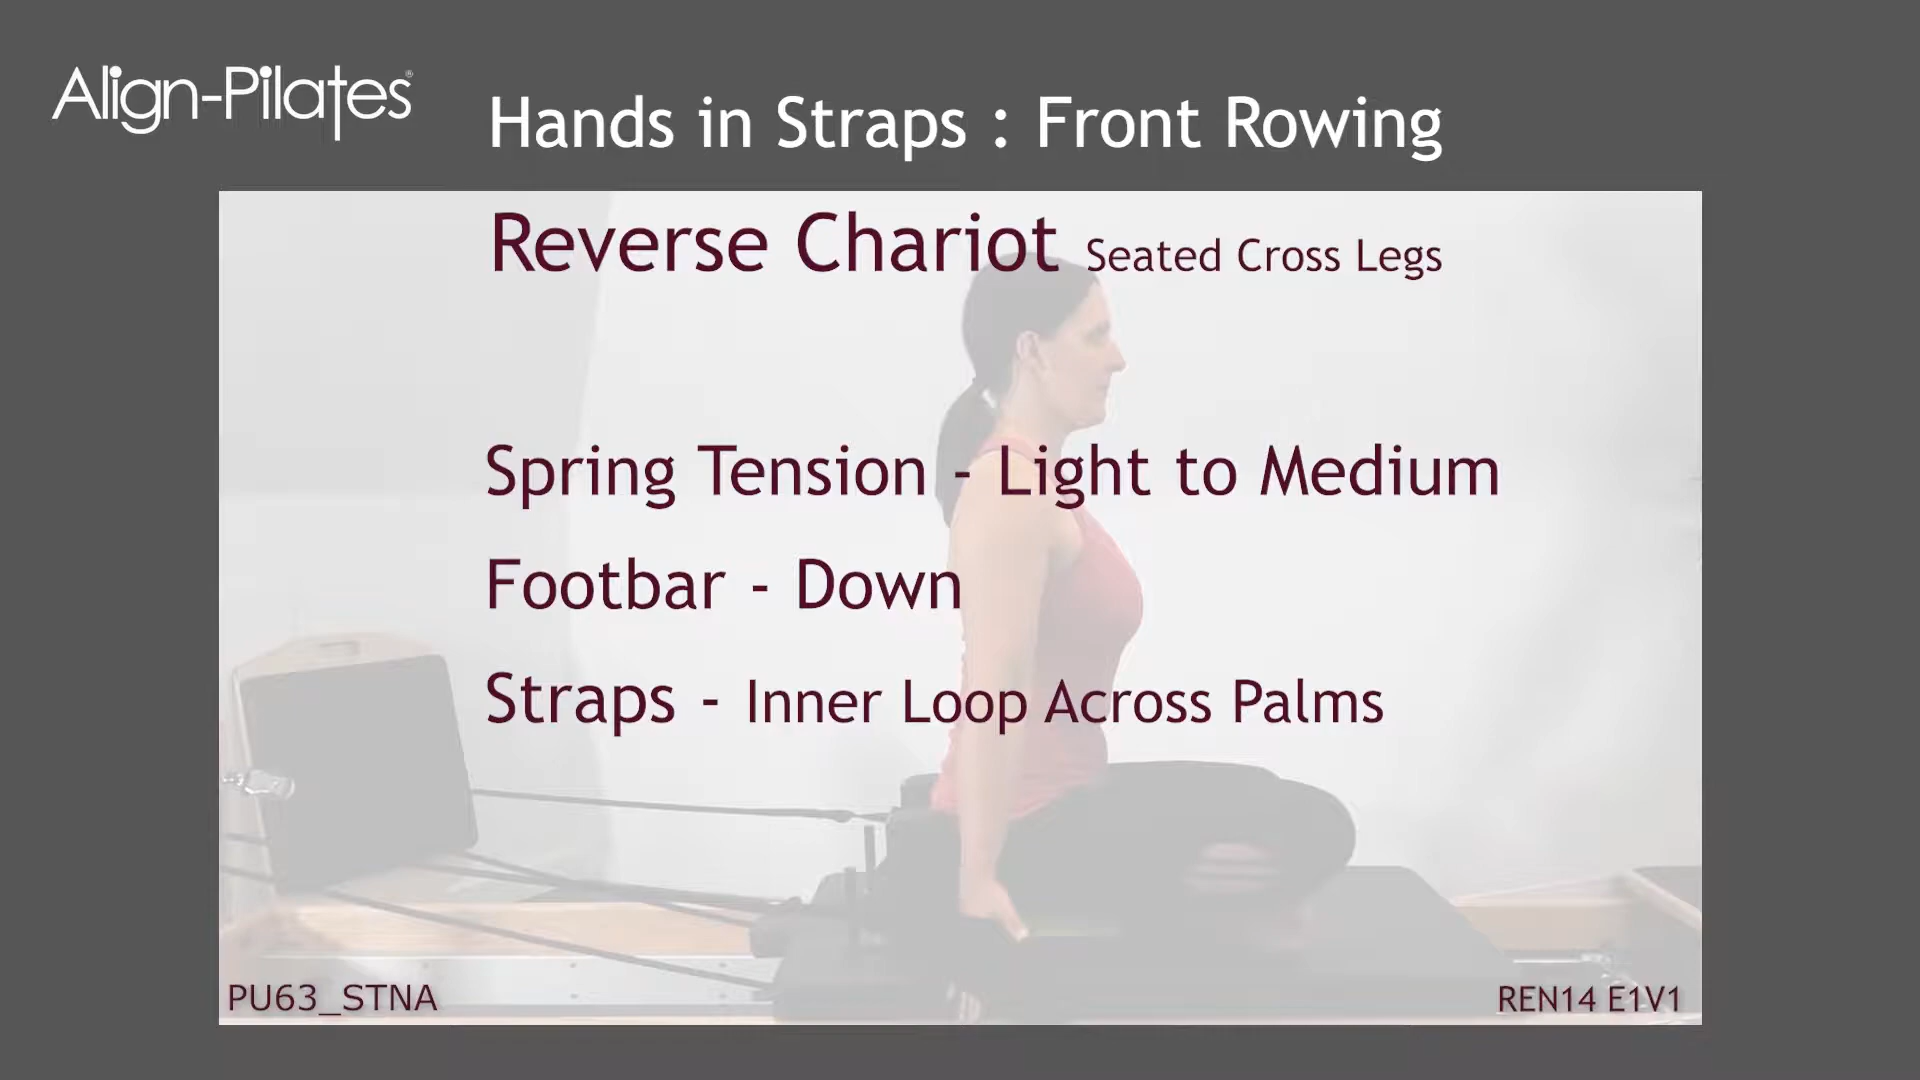 Align-Pilates®
Hands in Straps : Front Rowing
Reverse Chariot Seated Cross Legs
Spring Tension - Light to Medium
Footbar - Down
Straps - Inner Loop Across Palms
PU63_STNA
REN14 E1V1